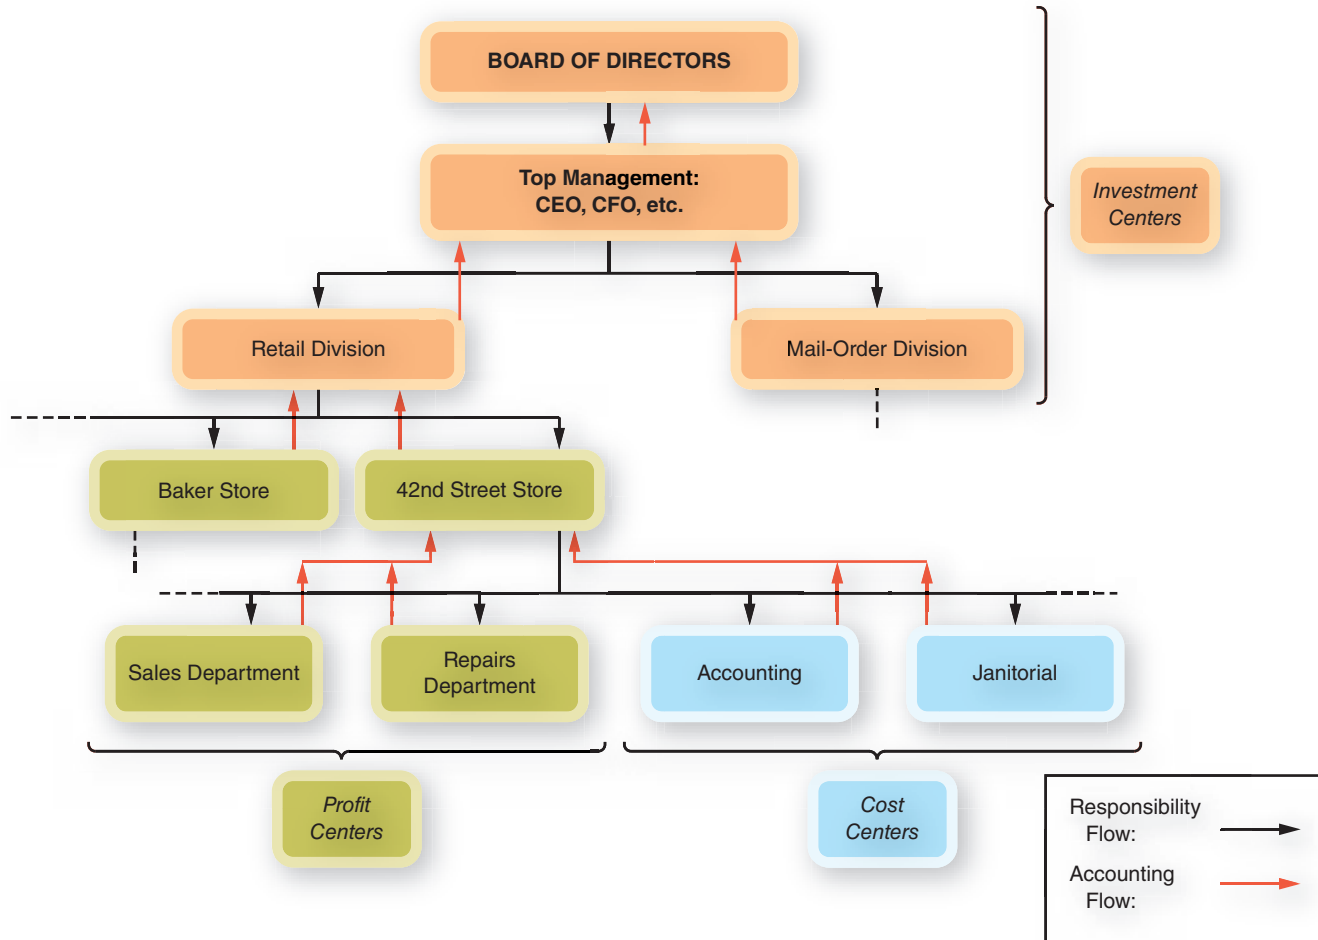 BOARD OF DIRECTORS
Top Management:
CEO, CFO, etc.
Investment
Centers
Retail Division
Mail-Order Division
Baker Store
42nd Street Store
Sales Department
Repairs
Department
Accounting
Janitorial
Profit
Centers
Cost
Centers
Responsibility
Flow:
Accounting
Flow: